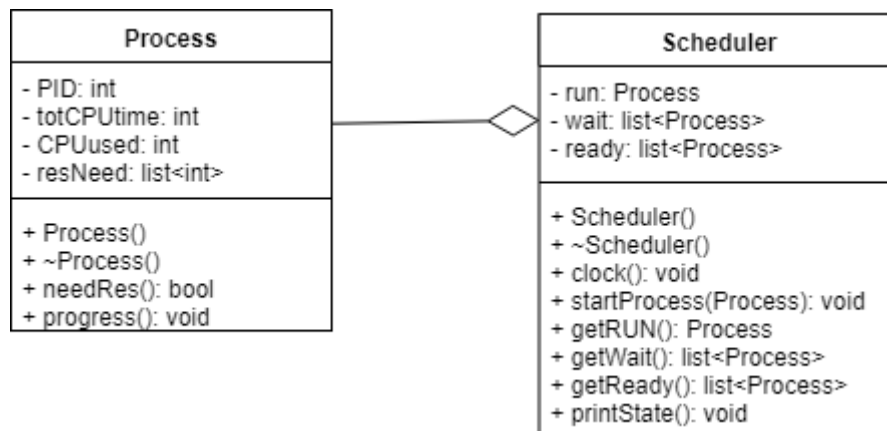 Process
- PID: int
- totCPUtime: int
- CPUused: int
- resNeed: list<int>
+ Process()
+ ~Process()
+ needRes(): bool
+ progress(): void
Scheduler
- run: Process
- wait: list<Process>
- ready: list<Process>
+ Scheduler()
+ ~Scheduler()
+ clock(): void
+ startProcess(Process): void
+ getRUN(): Process
+ getWait(): list<Process>
+ getReady(): list<Process>
+ printState(): void